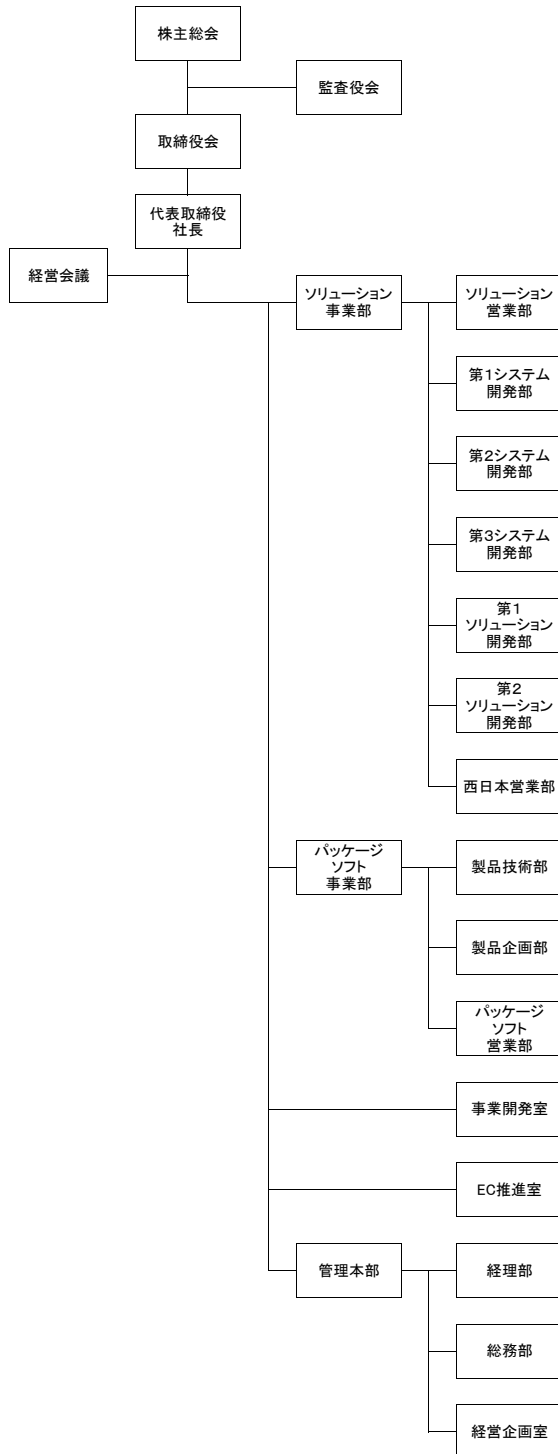 株主総会
監査役会
取締役会
代表取締役
社長
経営会議
ソリューション
事業部
ソリューション
営業部
第1システム
開発部
第2システム
開発部
第3システム
開発部
第1
ソリューション
開発部
第2
ソリューション
開発部
西日本営業部
パッケージ
ソフト
事業部
製品技術部
製品企画部
パッケージ
ソフト
営業部
事業開発室
EC推進室
管理本部
経理部
総務部
経営企画室